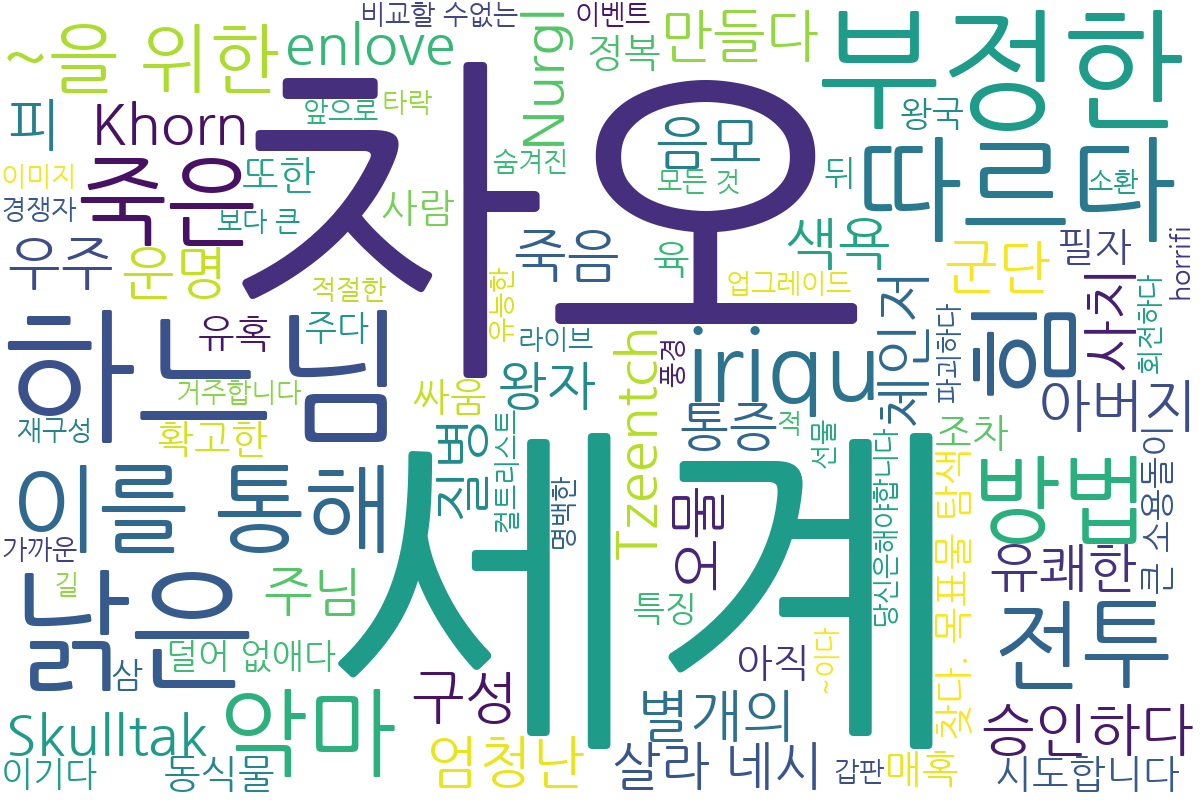 비교할 수없는
이벤트
~을 위한
enlove
Nurgl
정복
만들다
부정한
피
Khorn
앞으로
타락
자오
음모
왕국
따르다
이미지
죽은
또한
숨겨진
모든 것
뒤
소환
경쟁자
보다 큰
사람
우주
운명
죽음
육
색욕
군단
필자
horrifi
적절한
유능한
업그레이드
하느님
유혹
주다
라이브
Tzeentch
풍경
iriqu
체인저
파괴하다
힘
사치
회전하다
거주합니다
싸움
왕자
아버지
재구성
확고한
질병
컬트리스트
통증
적
선물
조차
이를 통해
명백한
세계
오물
당신은해야합니다
찾다. 목표물 탐색
방법
큰 소용돌이
가까운
길
주님
유쾌한
낡은
특징
전투
삼
덜어 없애다
아직
~이다
Skulltak
악마
구성
별개의
승인하다
이기다
동식물
엄청난
살라 네시
갑판
매혹
시도합니다